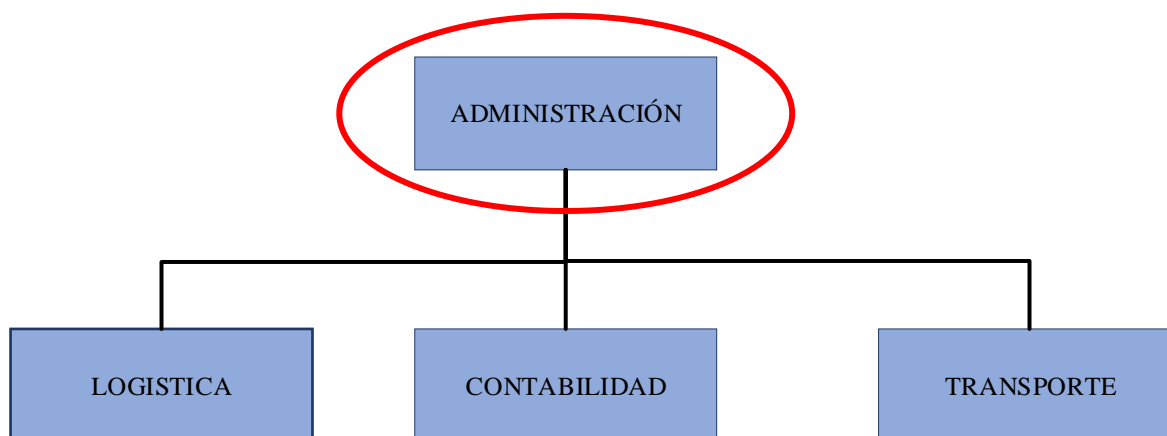 ADMINISTRACIÓN
LOGISTICA
CONTABILIDAD
TRANSPORTE